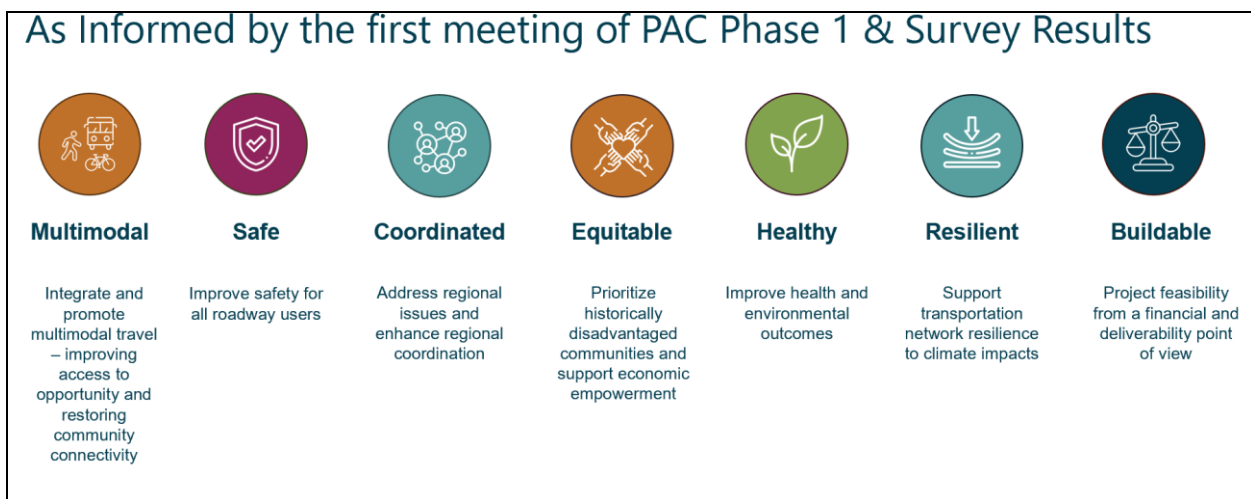 As Informed by the first meeting of PAC Phase 1 & Survey Results
Multimodal
Integrate and
promote
multimodal travel
– improving
access to
opportunity and
restoring
community
connectivity
Safe
Improve safety for
all roadway users
Coordinated
Address regional
issues and
enhance regional
coordination
Equitable
Prioritize
historically
disadvantaged
communities and
support economic
empowerment
Healthy
Improve health and
environmental
outcomes
Resilient
Support
transportation
network resilience
to climate impacts
Buildable
Project feasibility
from a financial and
deliverability point
of view